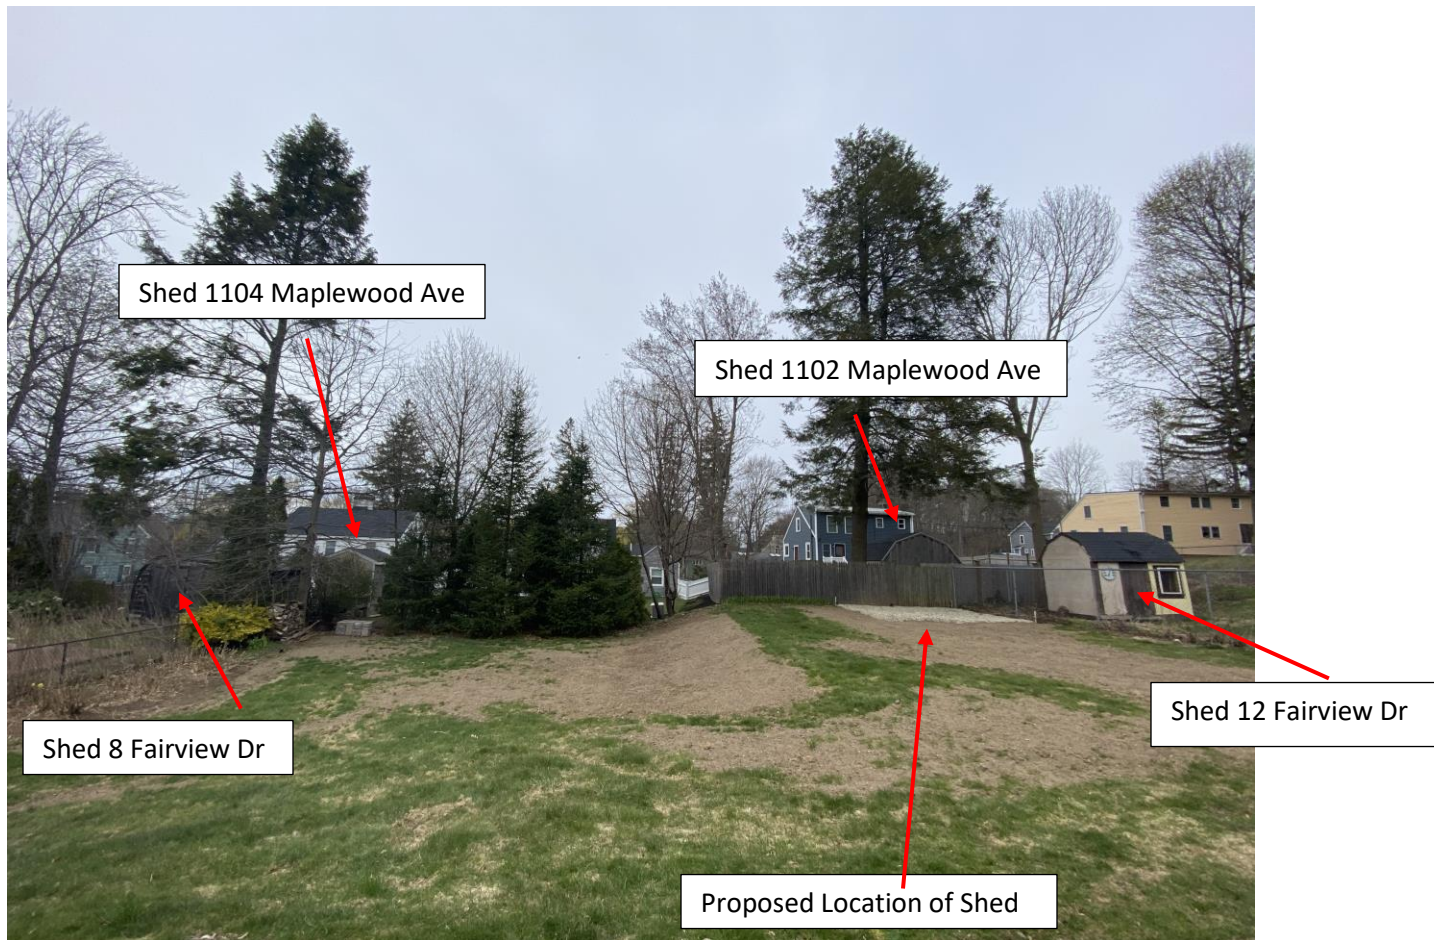 Shed 1104 Maplewood Ave
Shed 1102 Maplewood Ave
Shed 12 Fairview Dr
Shed 8 Fairview Dr
Proposed Location of Shed